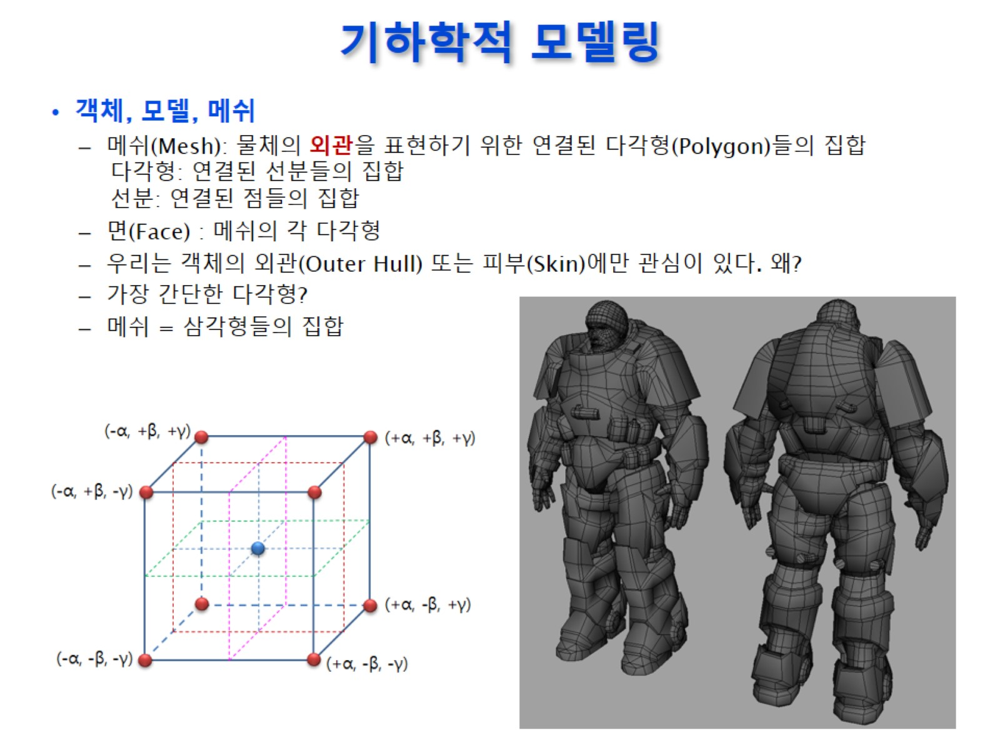 기하학적 모델링
• 객체, 모델, 메쉬
– 메쉬(Mesh): 물체의 외관을 표현하기 위한 연결된 다각형(Polygon)들의 집합
다각형: 연결된 선분들의 집합
선분: 연결된 점들의 집합
– 면(Face) : 메쉬의 각 다각형
– 우리는 객체의 외관(Outer Hull) 또는 피부(Skin)에만 관심이 있다. 왜?
– 가장 간단한 다각형?
– 메쉬 = 삼각형들의 집합
(-α, +β, +γ)
(+α, +β, +γ)
(-α, +β, -γ)
(+α, -β, +γ)
(-α, -β, -γ)
(+α, -β, -γ)